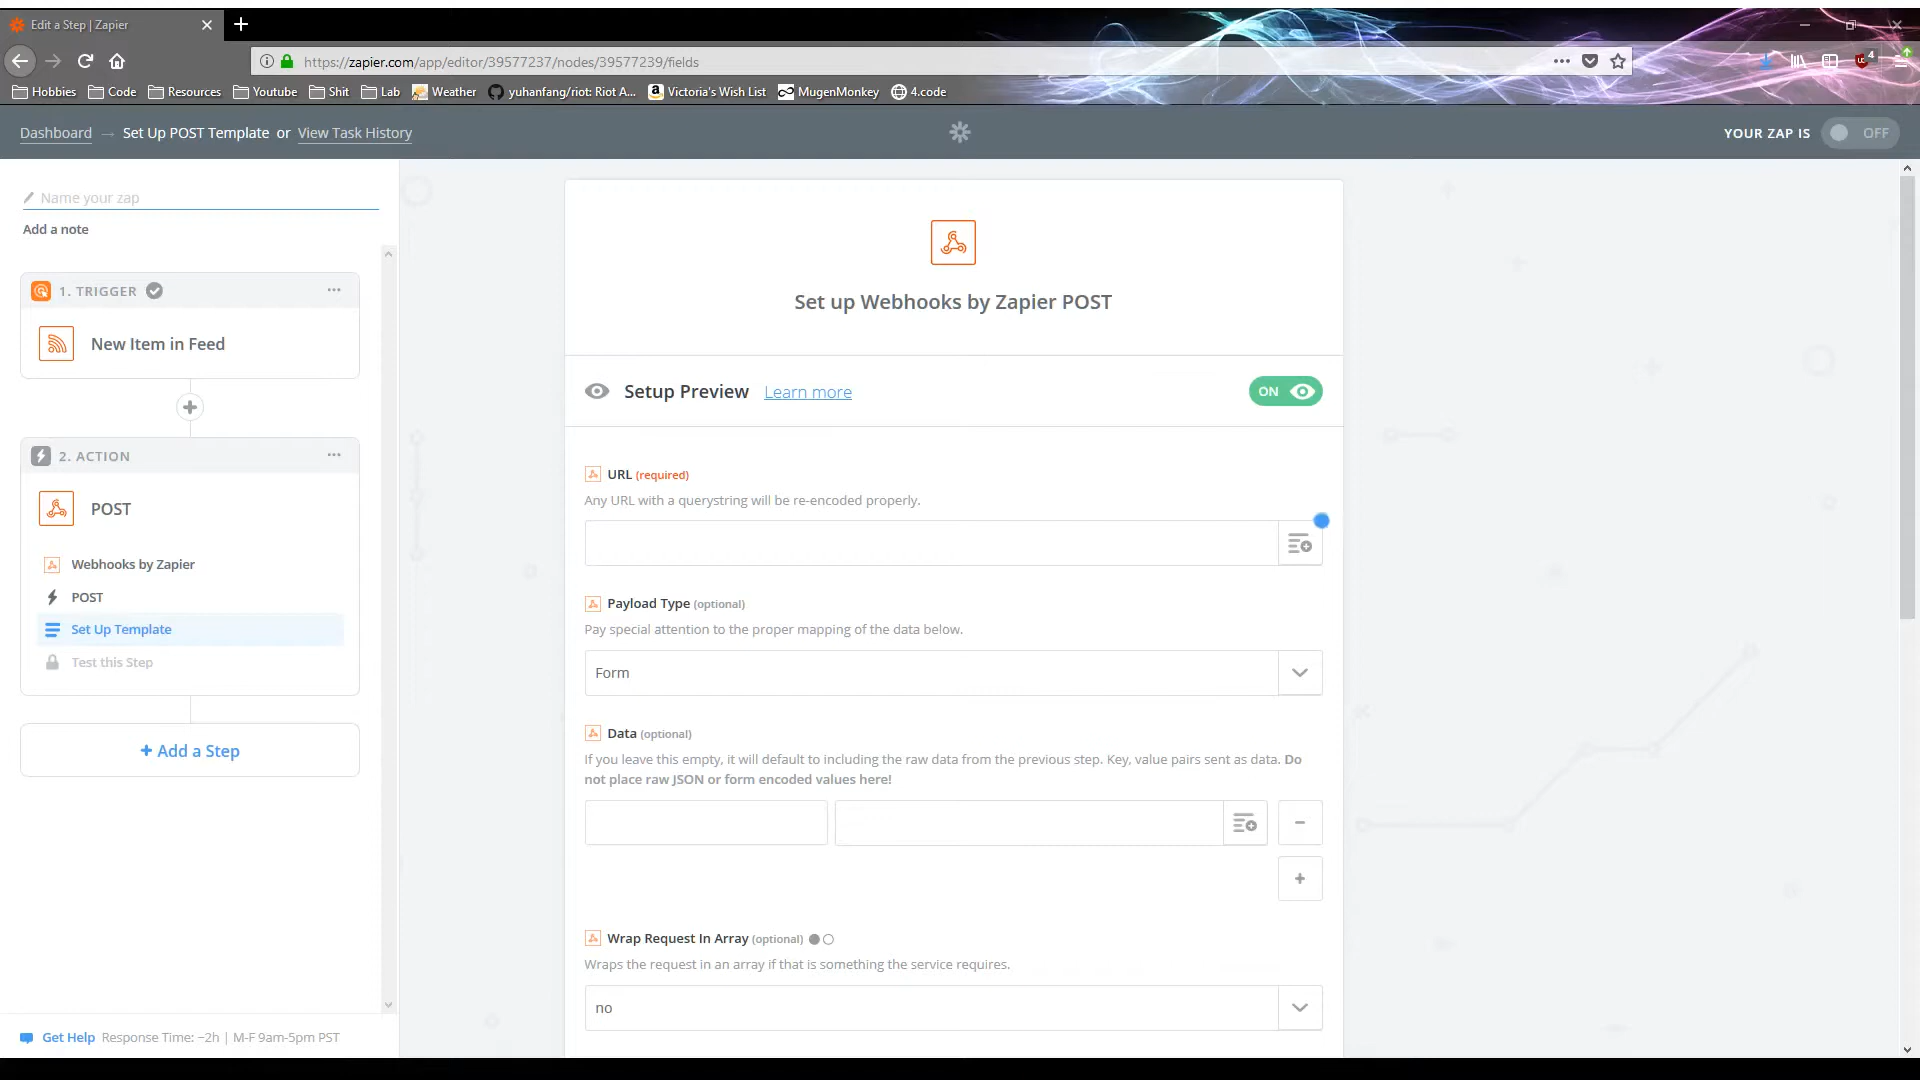 Edit a Step | Zapier
https://zapier.com/app/editor/39577237/nodes/39577239/fields
4
Hobbies Code Resources Youtube Shit Lab Weather yuhanfang/riot: Riot A... Victoria's Wish List MugenMonkey 4.code
Dashboard → Set Up POST Template or View Task History
YOUR ZAP IS OFF
Name your zap
Add a note
1. TRIGGER
New Item in Feed
2. ACTION
POST
Webhooks by Zapier
POST
Set Up Template
Test this Step
+ Add a Step
Get Help Response Time: ~2h | M-F 9am-5pm PST
Set up Webhooks by Zapier POST
Setup Preview Learn more ON
URL (required)
Any URL with a querystring will be re-encoded properly.
Payload Type (optional)
Pay special attention to the proper mapping of the data below.
Form
Data (optional)
If you leave this empty, it will default to including the raw data from the previous step. Key, value pairs sent as data. Do
not place raw JSON or form encoded values here!
Wrap Request In Array (optional)
Wraps the request in an array if that is something the service requires.
no